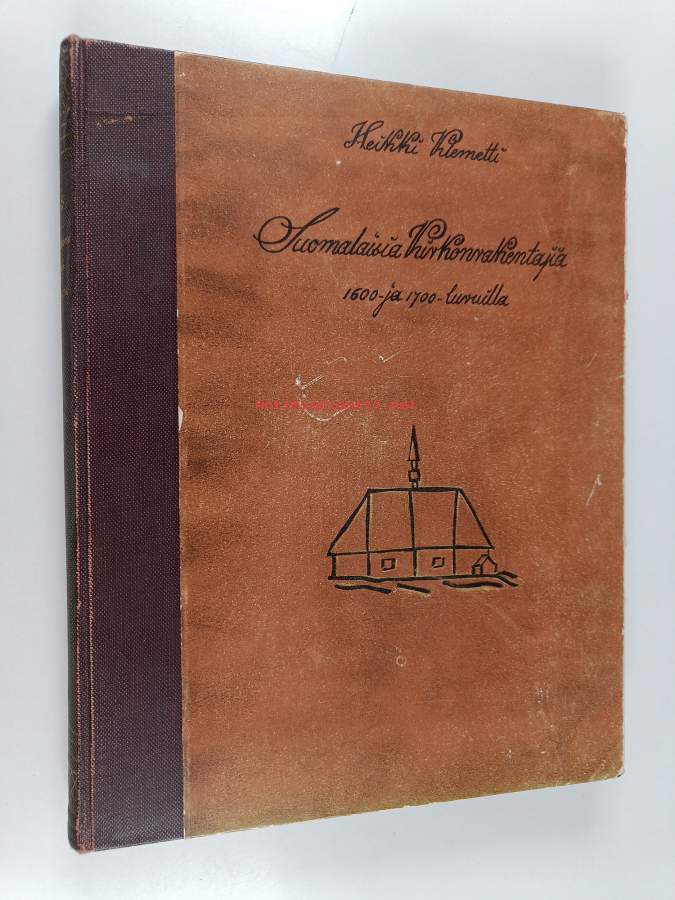 Heikki Klemetti
Suomalaisia Kirkonrakentajia
1600-ja 1700-luvuilla